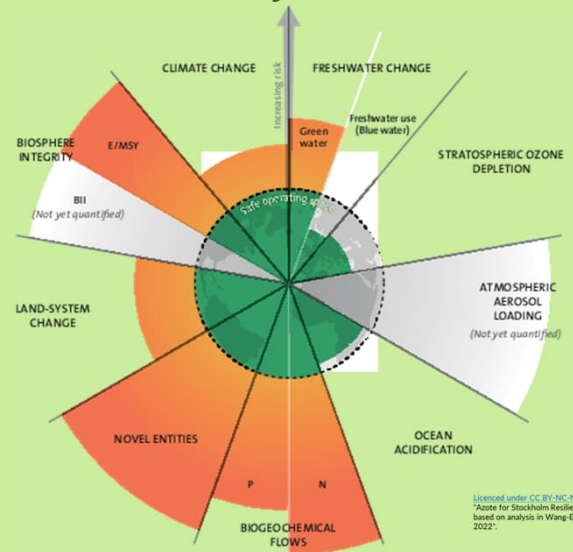 CLIMATE CHANGE
FRESHWATER CHANGE
Increasing risk
Green
water
Freshwater use
(Blue water)
BIOSPHERE
INTEGRITY
E/MSY
STRATOSPHERIC OZONE
DEPLETION
BII
(Not yet quantified)
Safe operating space
ATMOSPHERIC
AEROSOL
LOADING
(Not yet quantified)
LAND-SYSTEM
CHANGE
NOVEL ENTITIES
OCEAN
ACIDIFICATION
P
N
BIOGEOCHEMICAL
FLOWS
Licenced under CC BY-NC-N
"Azote for Stockholm Resilie
based on analysis in Wang-E
2022".